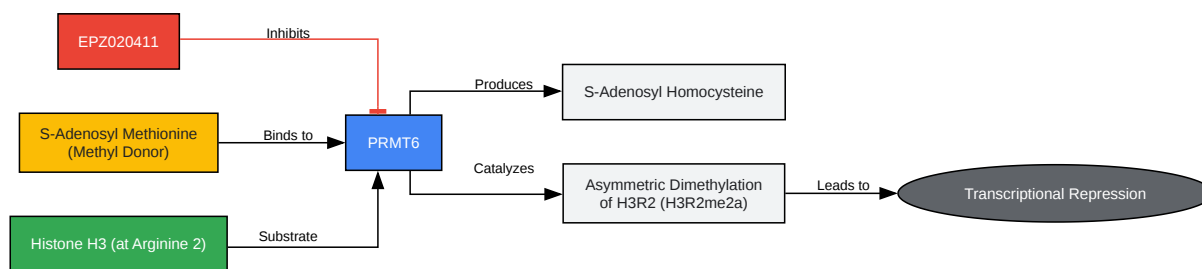 EPZ020411
Inhibits
S-Adenosyl Methionine
(Methyl Donor)
Binds to
PRMT6
Histone H3 (at Arginine 2)
Substrate
Produces
S-Adenosyl Homocysteine
Catalyzes
Asymmetric Dimethylation
of H3R2 (H3R2me2a)
Leads to
Transcriptional Repression